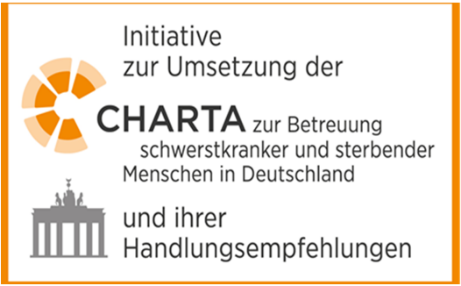 Initiative
zur Umsetzung der
CHARTA zur Betreuung
schwerstkranker und sterbender
Menschen in Deutschland
und ihrer
Handlungsempfehlungen